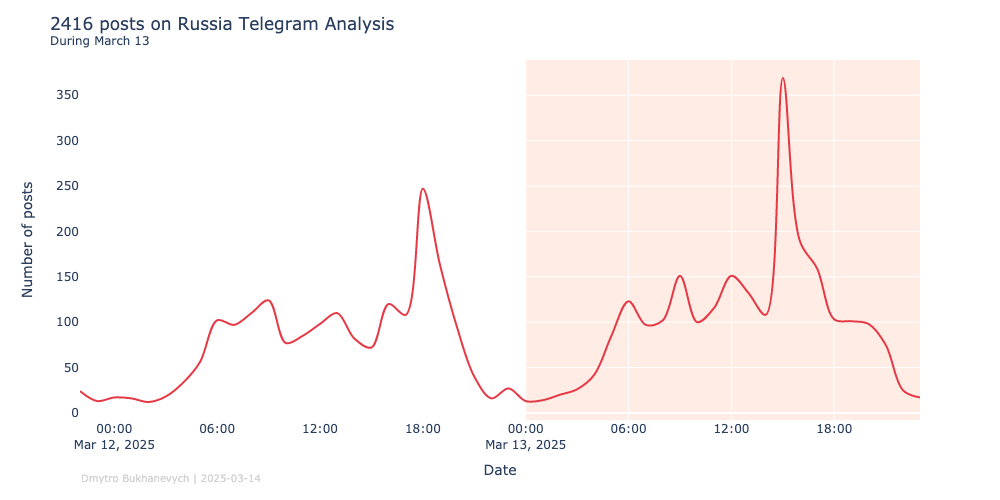 2416 posts on Russia Telegram Analysis
During March 13
Number of posts
350
300
250
200
150
100
50
0
00:00 06:00 12:00 18:00 00:00 06:00 12:00 18:00
Mar 12, 2025 Mar 13, 2025
Date
Dmytro Bukhanevych | 2025-03-14